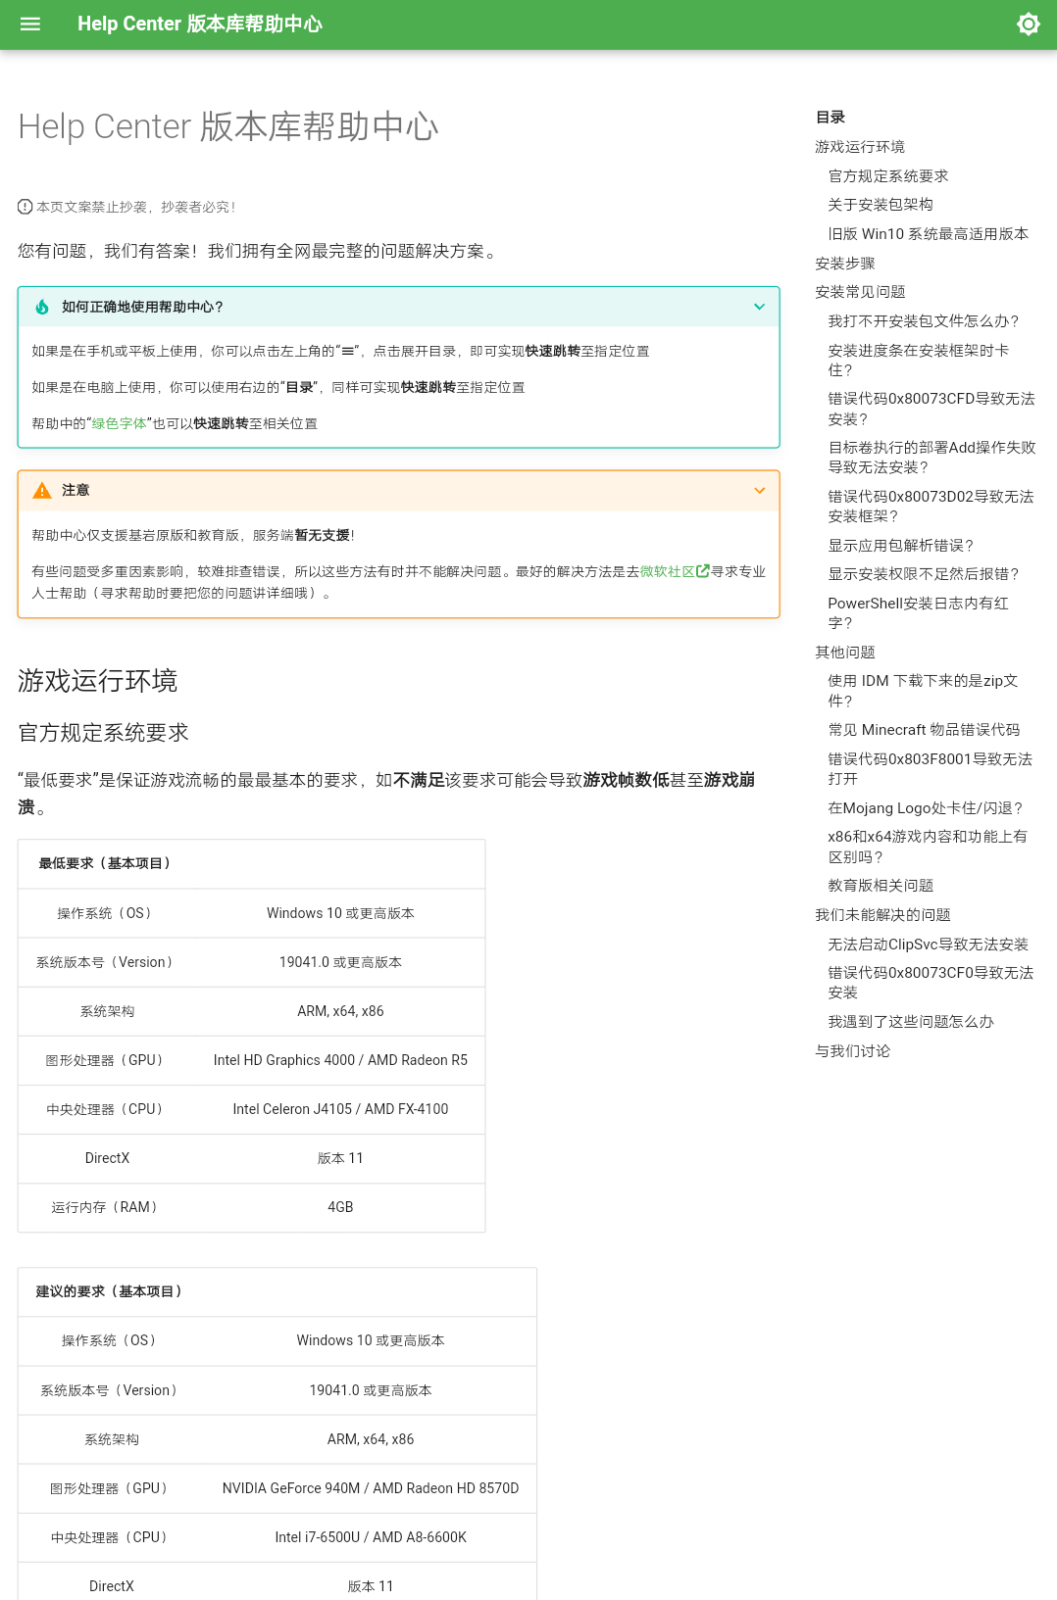 Help Center 版本库帮助中心
Help Center 版本库帮助中心
本页文案禁止抄袭，抄袭者必究！
您有问题，我们有答案！我们拥有全网最完整的问题解决方案。
如何正确地使用帮助中心？
如果是在手机或平板上使用，你可以点击左上角的“≡”，点击展开目录，即可实现快速跳转至指定位置
如果是在电脑上使用，你可以使用右边的“目录”，同样可实现快速跳转至指定位置
帮助中的“绿色字体”也可以快速跳转至相关位置
注意
帮助中心仅支援基岩原版和教育版，服务端暂无支援！
有些问题受多重因素影响，较难排查错误，所以这些方法有时并不能解决问题。最好的解决方法是去微软社区寻求专业
人士帮助（寻求帮助时要把您的问题讲详细哦）。
游戏运行环境
官方规定系统要求
“最低要求”是保证游戏流畅的最最基本的要求，如不满足该要求可能会导致游戏帧数低甚至游戏崩
溃。
最低要求（基本项目）
操作系统（OS） Windows 10 或更高版本
系统版本号（Version） 19041.0 或更高版本
系统架构 ARM, x64, x86
图形处理器（GPU） Intel HD Graphics 4000 / AMD Radeon R5
中央处理器（CPU） Intel Celeron J4105 / AMD FX-4100
DirectX 版本 11
运行内存（RAM） 4GB
建议的要求（基本项目）
操作系统（OS） Windows 10 或更高版本
系统版本号（Version） 19041.0 或更高版本
系统架构 ARM, x64, x86
图形处理器（GPU） NVIDIA GeForce 940M / AMD Radeon HD 8570D
中央处理器（CPU） Intel i7-6500U / AMD A8-6600K
DirectX 版本 11
目录
游戏运行环境
官方规定系统要求
关于安装包架构
旧版 Win10 系统最高适用版本
安装步骤
安装常见问题
我打不开安装包文件怎么办？
安装进度条在安装框架时卡
住？
错误代码0x80073CFD导致无法
安装？
目标卷执行的部署Add操作失败
导致无法安装？
错误代码0x80073D02导致无法
安装框架？
显示应用包解析错误？
显示安装权限不足然后报错？
PowerShell安装日志内有红
字？
其他问题
使用 IDM 下载下来的是zip文
件？
常见 Minecraft 物品错误代码
错误代码0x803F8001导致无法
打开
在Mojang Logo处卡住/闪退？
x86和x64游戏内容和功能上有
区别吗？
教育版相关问题
我们未能解决的问题
无法启动ClipSvc导致无法安装
错误代码0x80073CF0导致无法
安装
我遇到了这些问题怎么办
与我们讨论